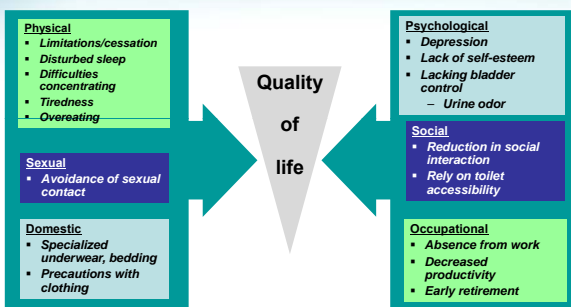 Physical
▪ Limitations/cessation
▪ Disturbed sleep
▪ Difficulties
concentrating
▪ Tiredness
▪ Overeating
Sexual
▪ Avoidance of sexual
contact
Domestic
▪ Specialized
underwear, bedding
▪ Precautions with
clothing
Quality
of
life
Psychological
▪ Depression
▪ Lack of self-esteem
▪ Lacking bladder
control
– Urine odor
Social
▪ Reduction in social
interaction
▪ Rely on toilet
accessibility
Occupational
▪ Absence from work
▪ Decreased
productivity
▪ Early retirement